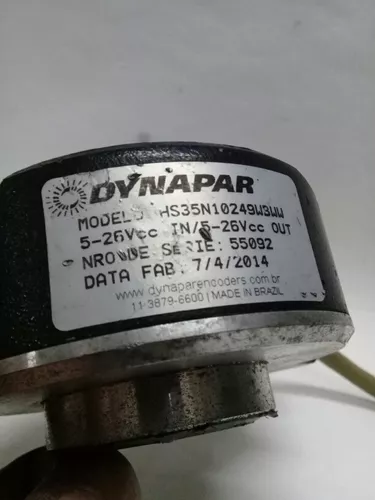 DYNAPAR
MODELO HS35N10249W3WW
5-26Vcc IN/5-26Vcc OUT
NRO DE SERIE: 55092
DATA FAB. 7/4/2014
www.dynaparencoders.com.br
11-3879-6600 | MADE IN BRAZIL